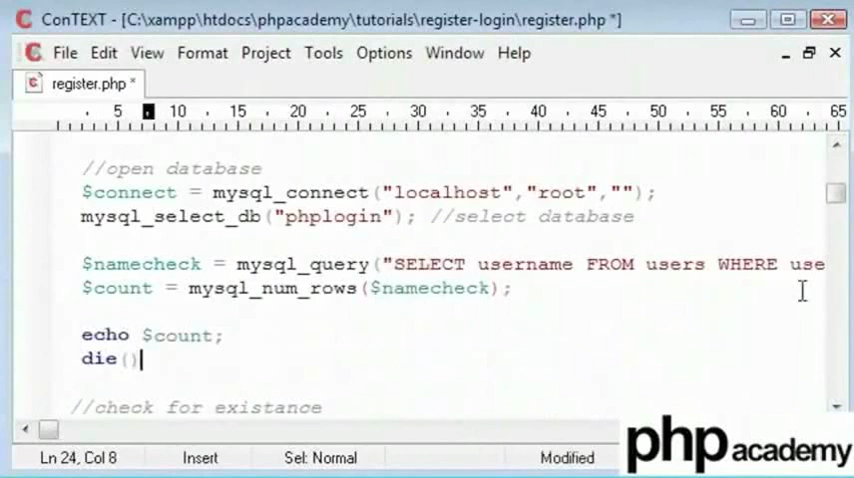 ConTEXT - [C:\xampp\htdocs\phpacademy\tutorials\register-login\register.php *]
File Edit View Format Project Tools Options Window Help
register.php *
5 10 15 20 25 30 35 40 45 50 55 60 65
//open database
$connect = mysql_connect("localhost","root","");
mysql_select_db("phplogin"); //select database
$namecheck = mysql_query("SELECT username FROM users WHERE use
$count = mysql_num_rows($namecheck);
echo $count;
die()
//check for existance
Ln 24, Col 8 Insert Sel: Normal Modified
php academy